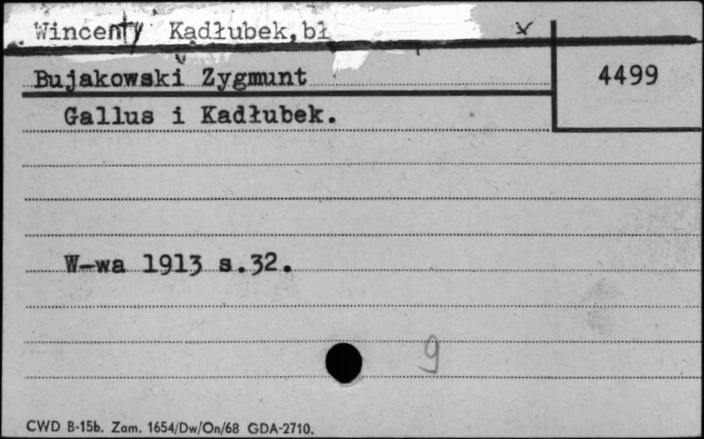 Wincenty Kadłubek,bł
Bujakowski Zygmunt
4499
Gallus i Kadłubek.
W-wa 1913 s.32.
9
CWD B-15b. Zam. 1654/Dw/On/68 GDA-2710.